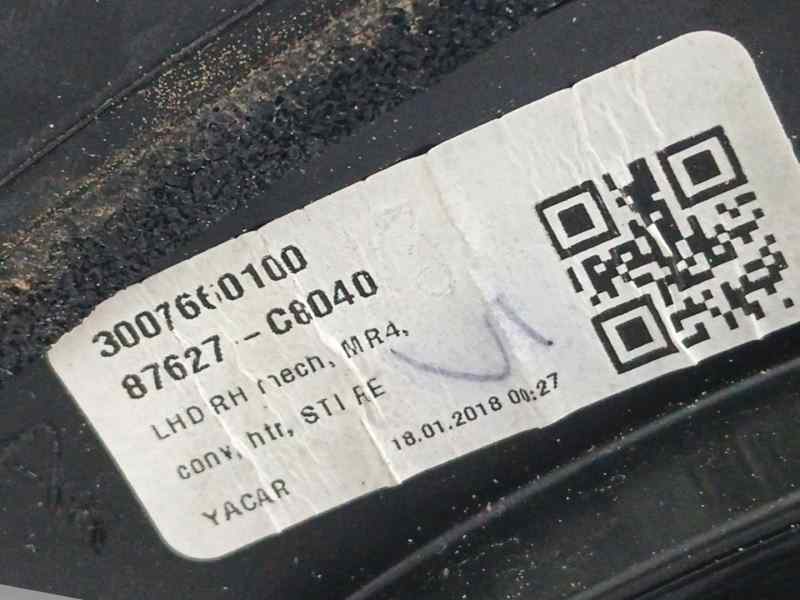 3007660100
87627-C8040
LHD RH mech, MR4,
conv, htr, STI RE
YACAR
18.01.2018 00:27